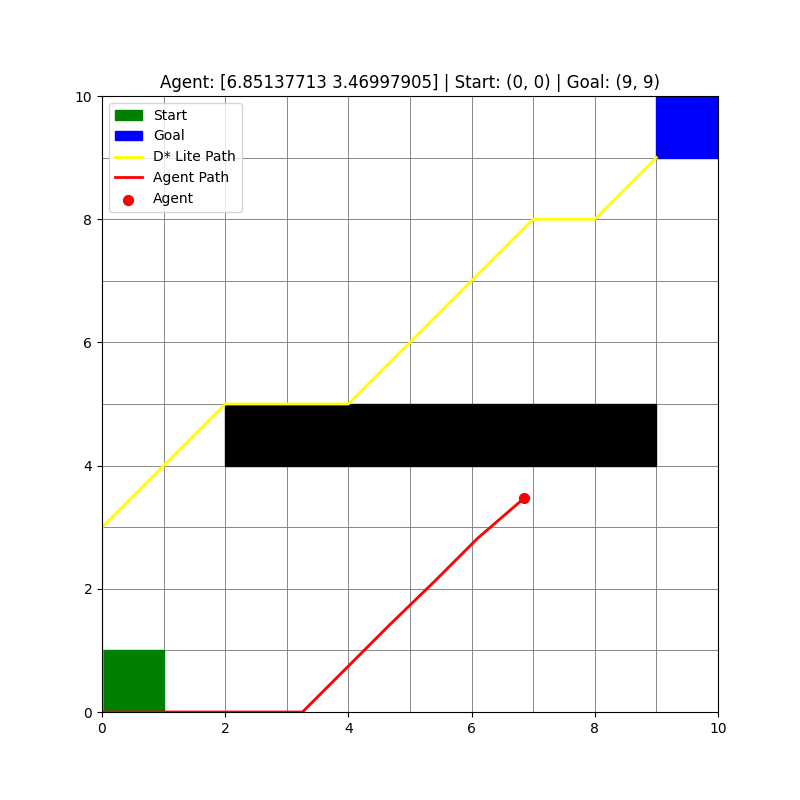 Agent: [6.85137713 3.46997905] | Start: (0, 0) | Goal: (9, 9)
Start
Goal
D* Lite Path
Agent Path
Agent
10
8
6
4
2
0
0 2 4 6 8 10